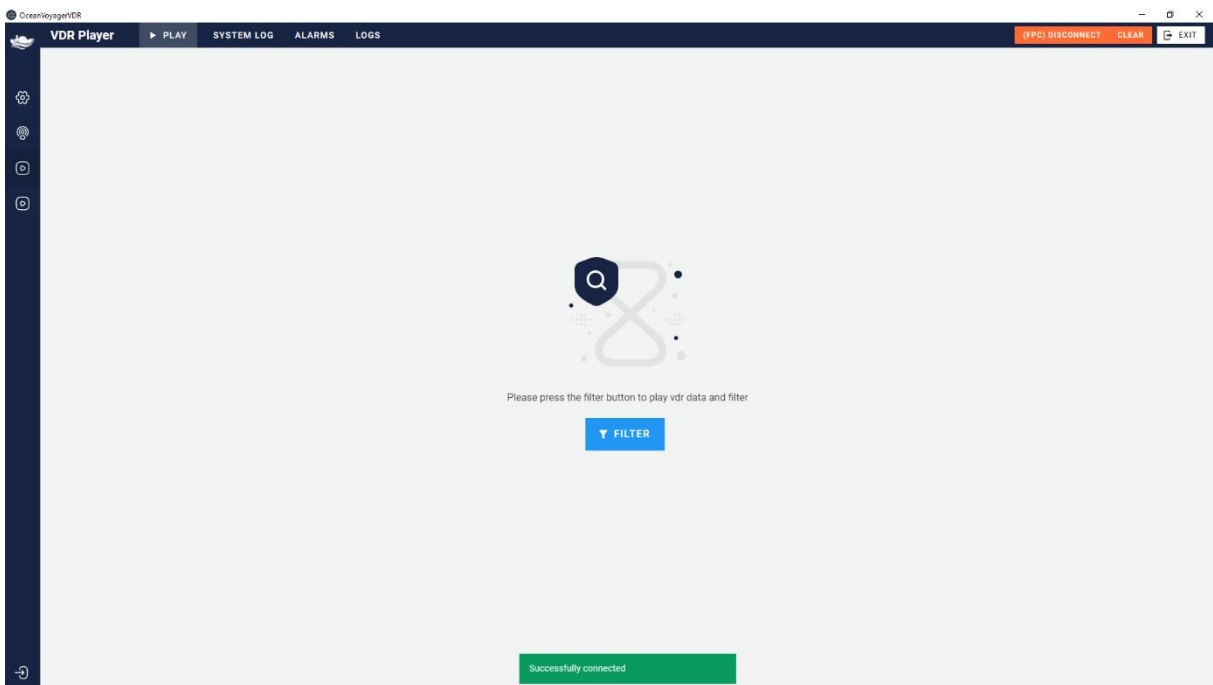 OceanVoyagerVDR
VDR Player PLAY SYSTEM LOG ALARMS LOGS (FPC) DISCONNECT CLEAR EXIT
Please press the filter button to play vdr data and filter
FILTER
Successfully connected